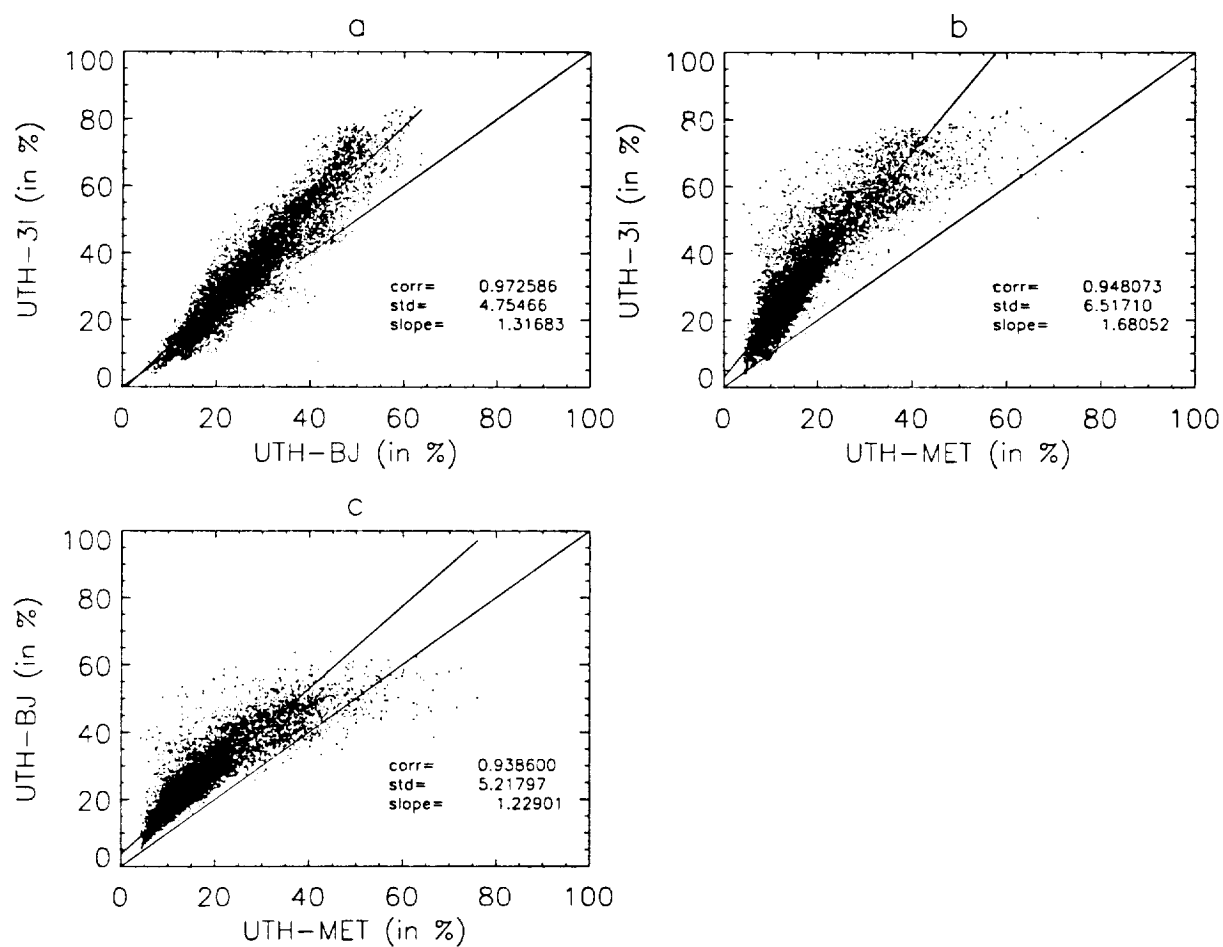 a
100
80
60
40
20
0
UTH-3I (in %)
corr= 0.972586
std= 4.75466
slope= 1.31683
0 20 40 60 80 100
UTH-BJ (in %)
b
100
80
60
40
20
0
UTH-3I (in %)
corr= 0.948073
std= 6.51710
slope= 1.68052
0 20 40 60 80 100
UTH-MET (in %)
c
100
80
60
40
20
0
UTH-BJ (in %)
corr= 0.938600
std= 5.21797
slope= 1.22901
0 20 40 60 80 100
UTH-MET (in %)